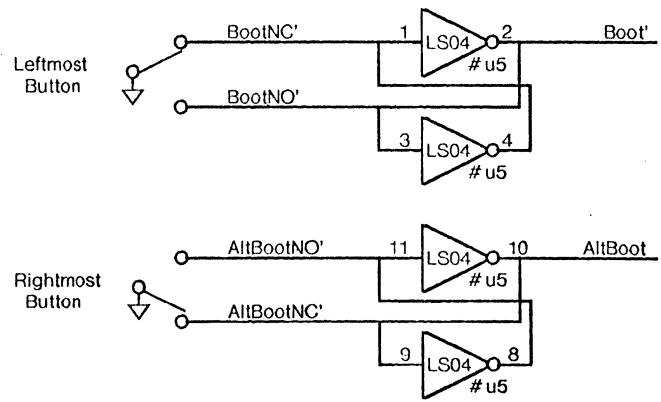 BootNC' 1 LS04 2 Boot'
Leftmost # u5
Button
BootNO'
3 LS04 4
# u5
AltBootNO' 11 LS04 10 AltBoot
Rightmost # u5
Button
AltBootNC'
9 LS04 8
# u5